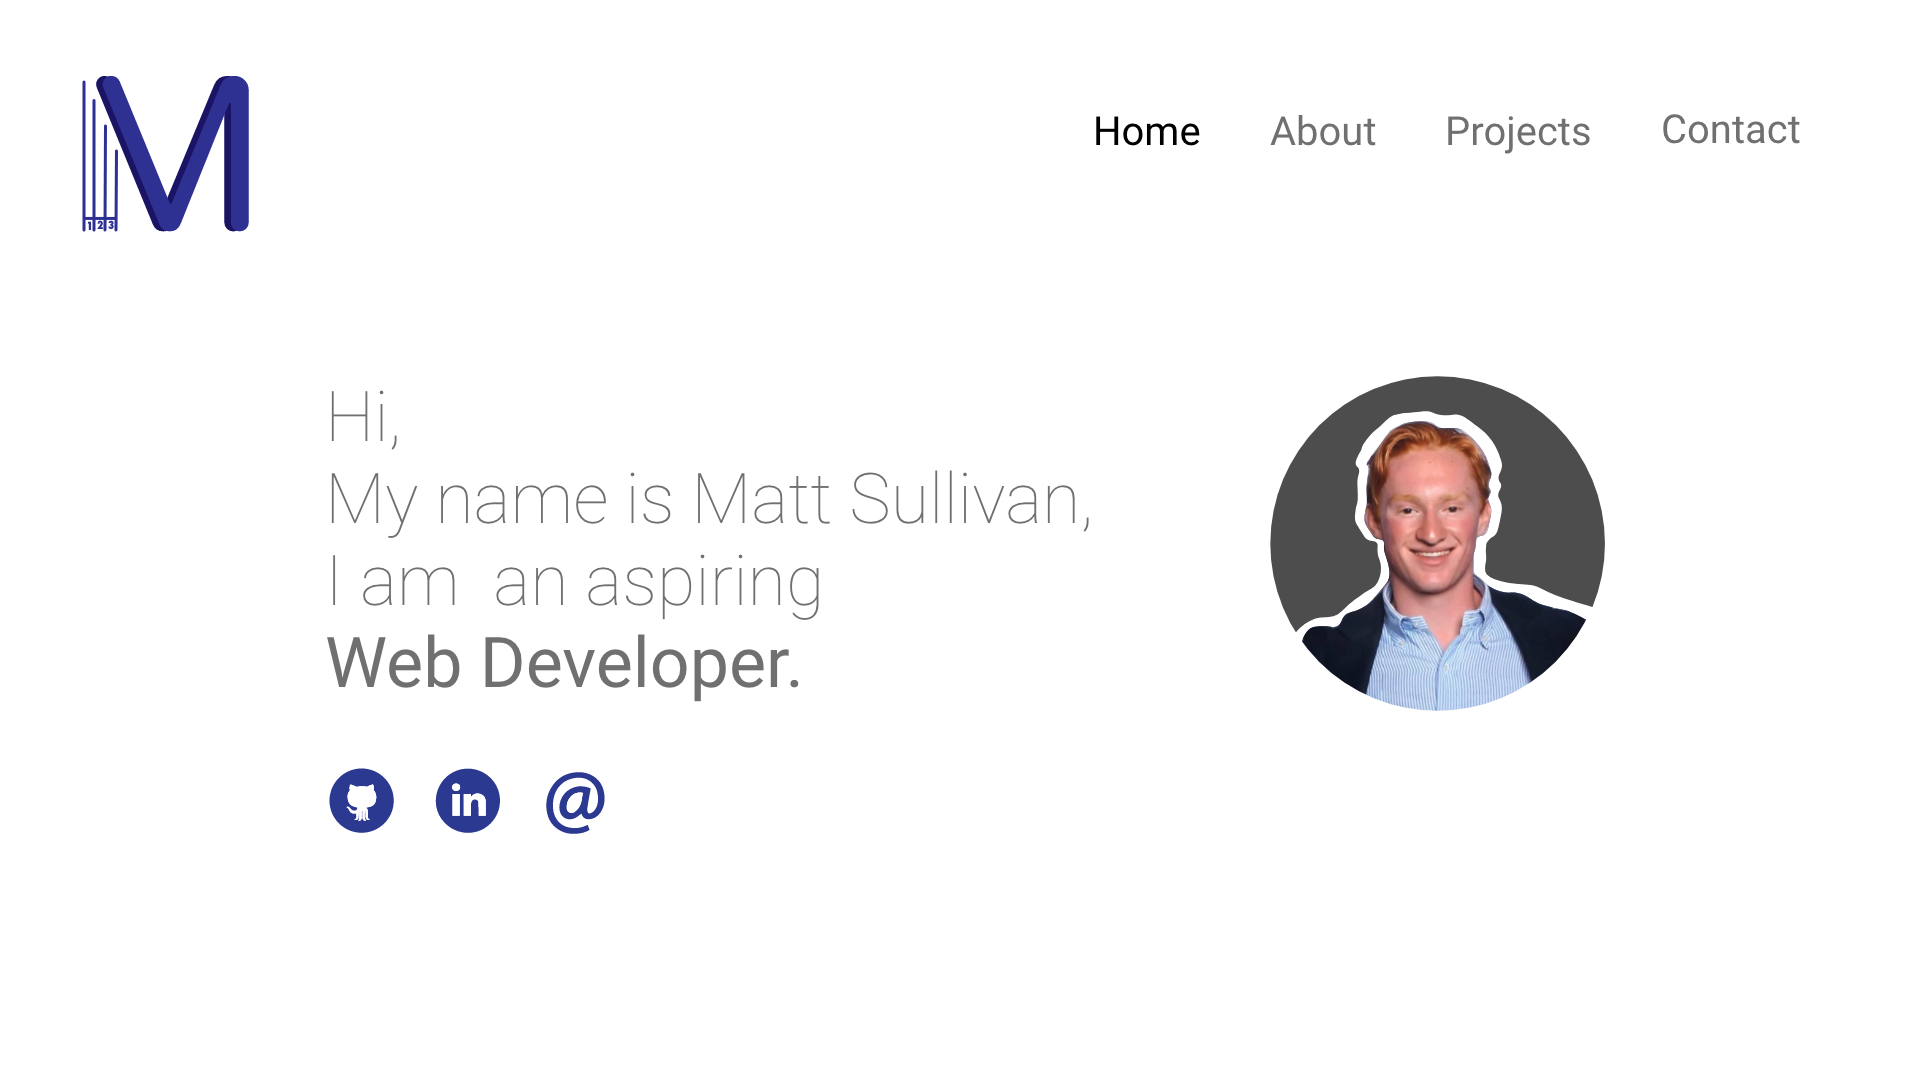 M
1 2 3
Home About Projects Contact
Hi,
My name is Matt Sullivan,
I am an aspiring
Web Developer.
in
@